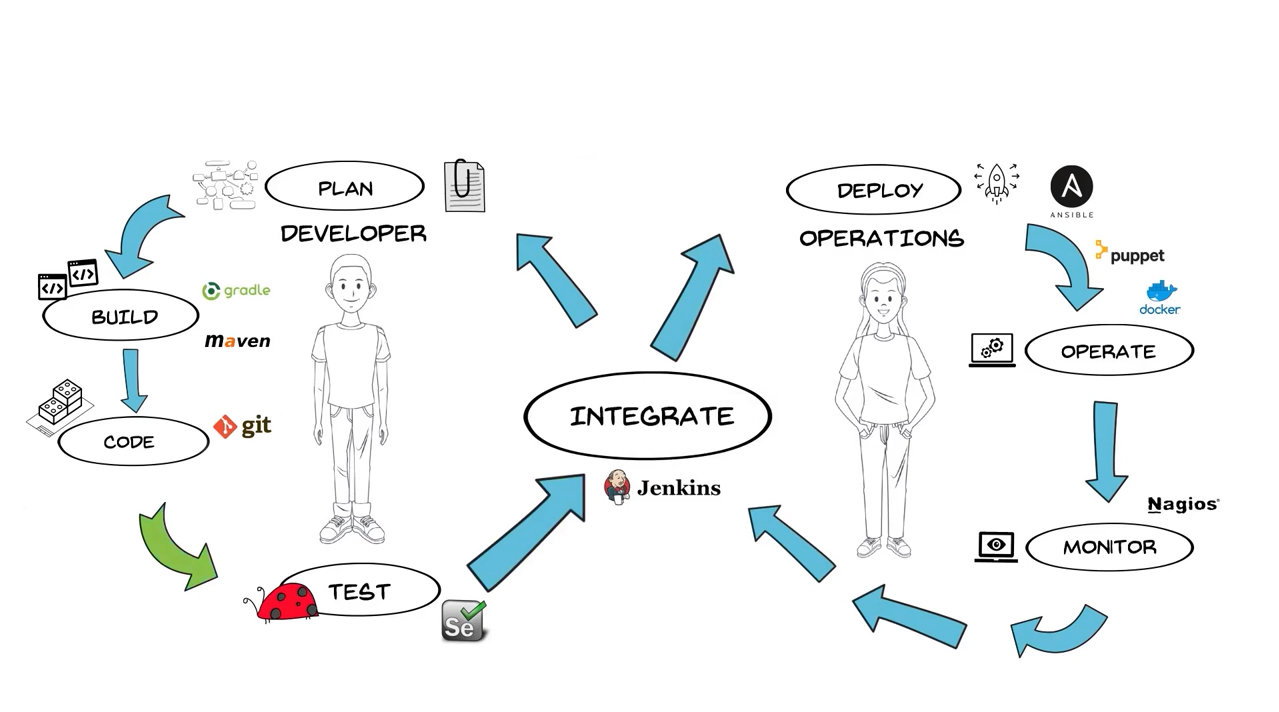 PLAN
DEVELOPER
BUILD
gradle
maven
CODE
git
TEST
Se
INTEGRATE
Jenkins
DEPLOY
ANSIBLE
OPERATIONS
puppet
docker
OPERATE
Nagios®
MONITOR